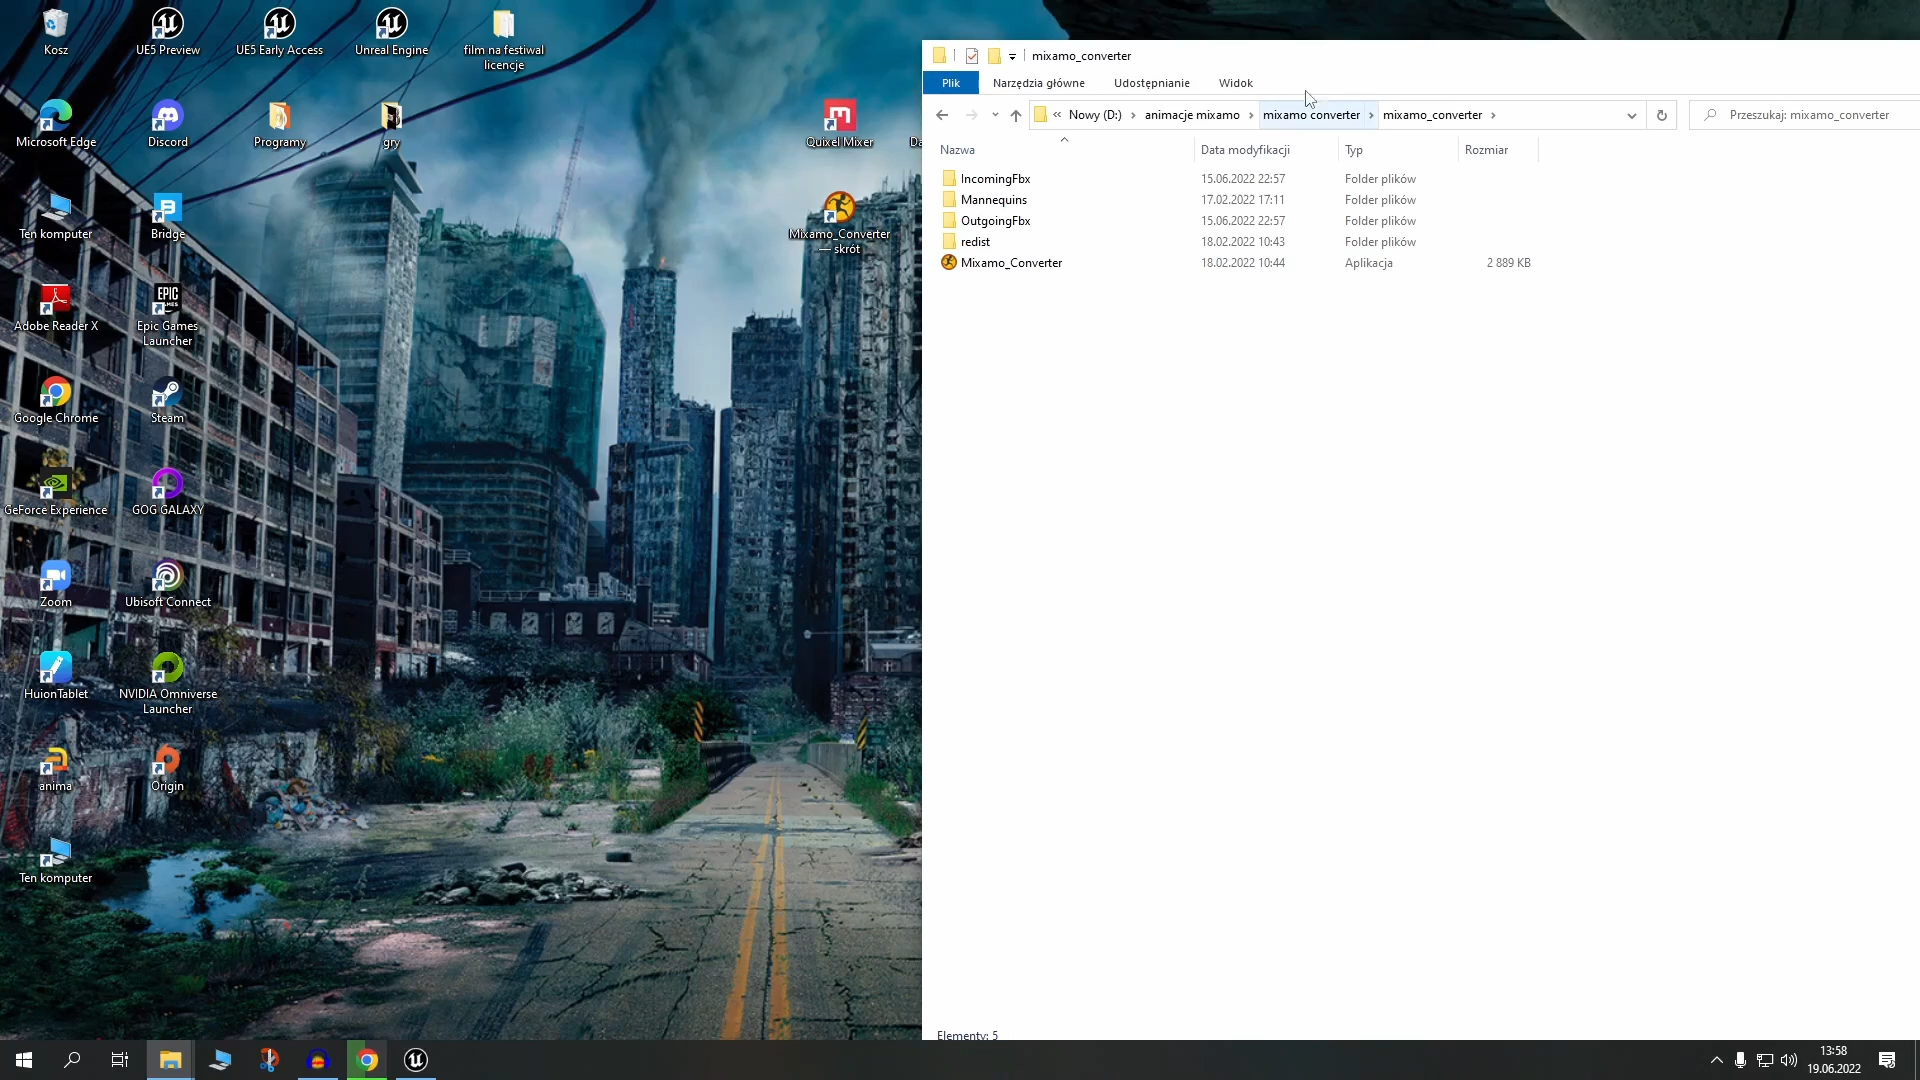 Kosz
UE5 Preview
UE5 Early Access
Unreal Engine
film na festiwal
licencje
Microsoft Edge
Discord
Programy
gry
Quixel Mixer
Ten komputer
Bridge
Mixamo_Converter
— skrót
Adobe Reader X
EPIC
GAMES
Epic Games
Launcher
Google Chrome
Steam
GeForce Experience
GOG GALAXY
Zoom
Ubisoft Connect
HuionTablet
NVIDIA Omniverse
Launcher
anima
Origin
Ten komputer
mixamo_converter
Plik
Narzędzia główne
Udostępnianie
Widok
« Nowy (D:) › animacje mixamo › mixamo converter › mixamo_converter ›
Przeszukaj: mixamo_converter
Nazwa Data modyfikacji Typ Rozmiar
IncomingFbx 15.06.2022 22:57 Folder plików
Mannequins 17.02.2022 17:11 Folder plików
OutgoingFbx 15.06.2022 22:57 Folder plików
redist 18.02.2022 10:43 Folder plików
Mixamo_Converter 18.02.2022 10:44 Aplikacja 2 889 KB
Elementy: 5
13:58
19.06.2022